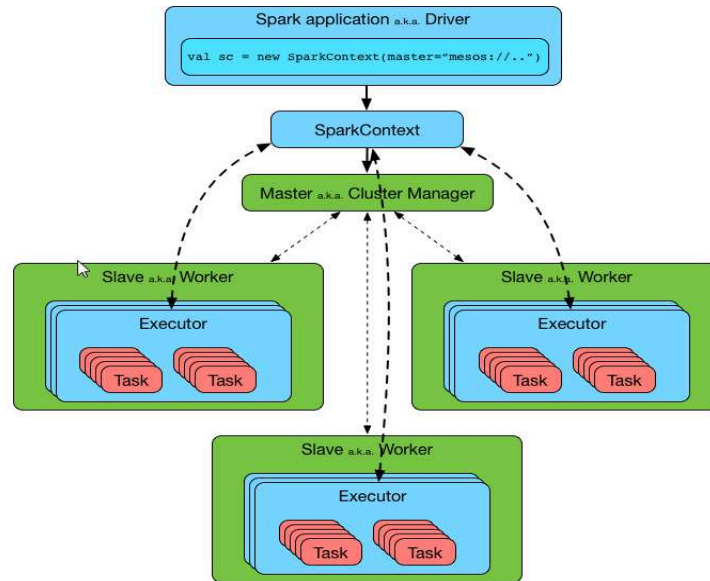 Spark application a.k.a. Driver
val sc = new SparkContext(master="mesos://..")
SparkContext
Master a.k.a. Cluster Manager
Slave a.k.a. Worker
Executor
Task
Task
Slave a.k.a. Worker
Executor
Task
Task
Slave a.k.a. Worker
Executor
Task
Task